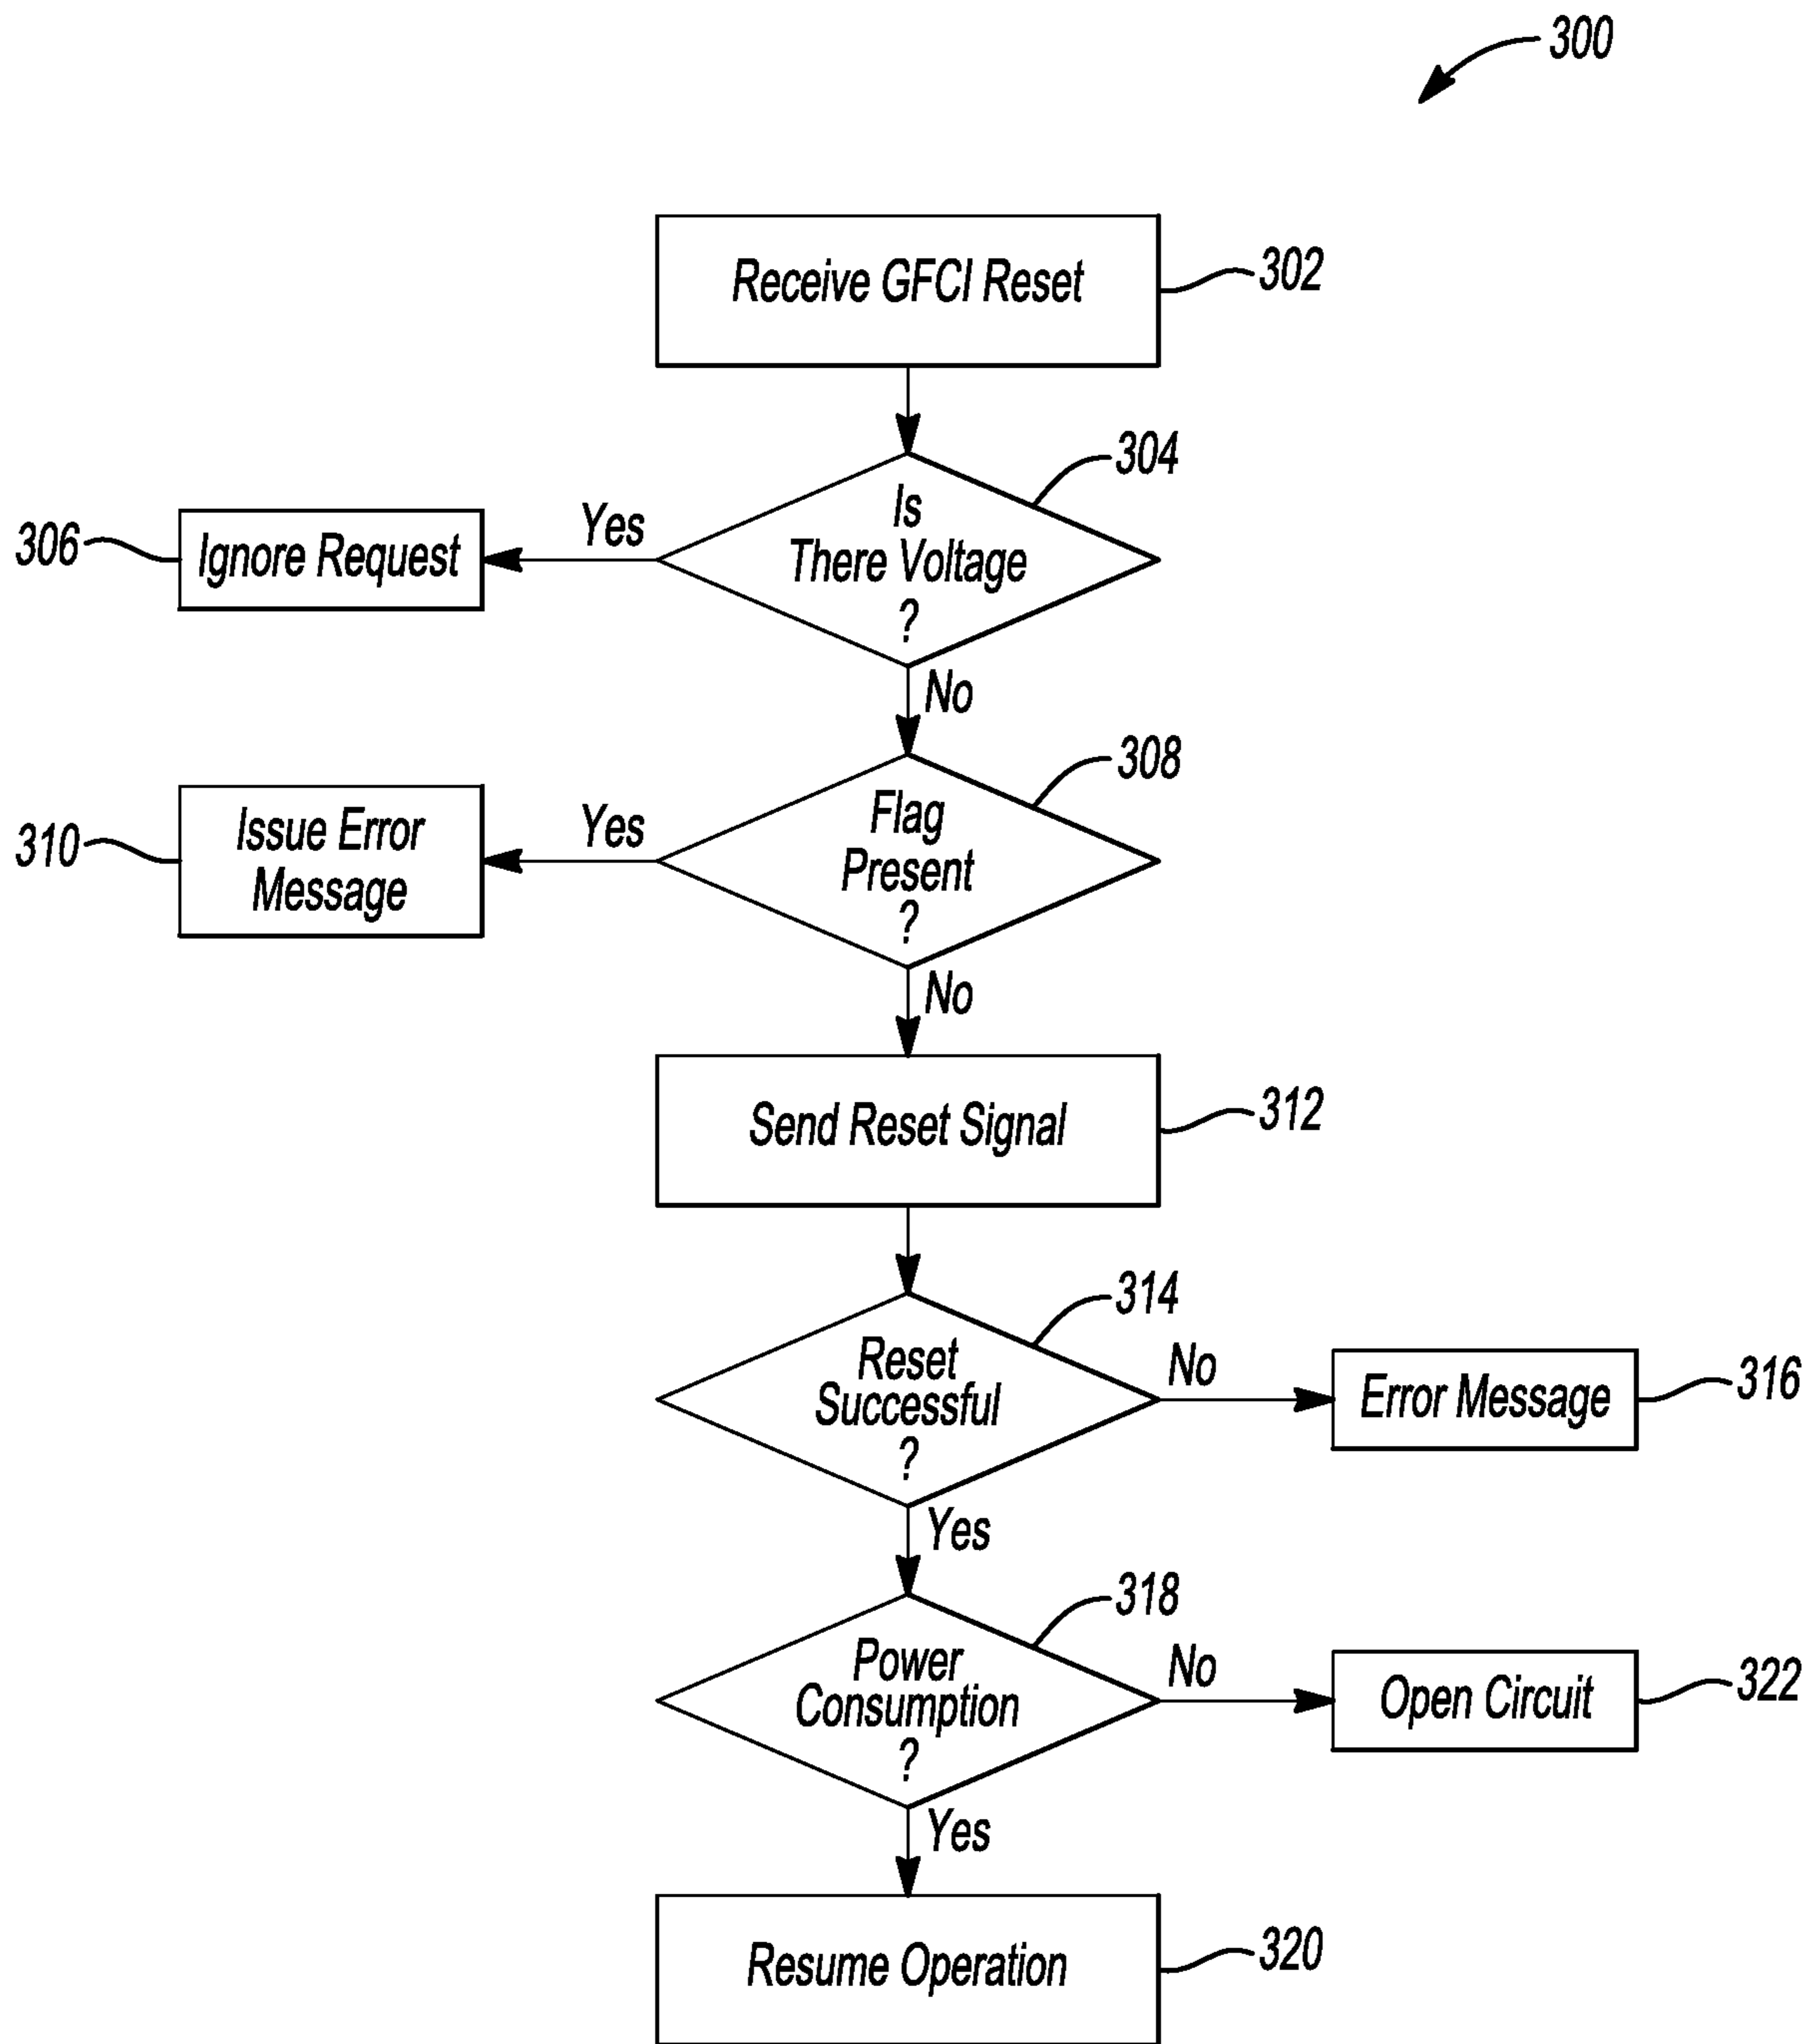 300
Receive GFCI Reset
302
304
Is
There Voltage
?
Yes
306
Ignore Request
No
308
Flag
Present
?
Yes
310
Issue Error
Message
No
Send Reset Signal
312
314
Reset
Successful
?
No
Error Message
316
Yes
318
Power
Consumption
?
No
Open Circuit
322
Yes
Resume Operation
320